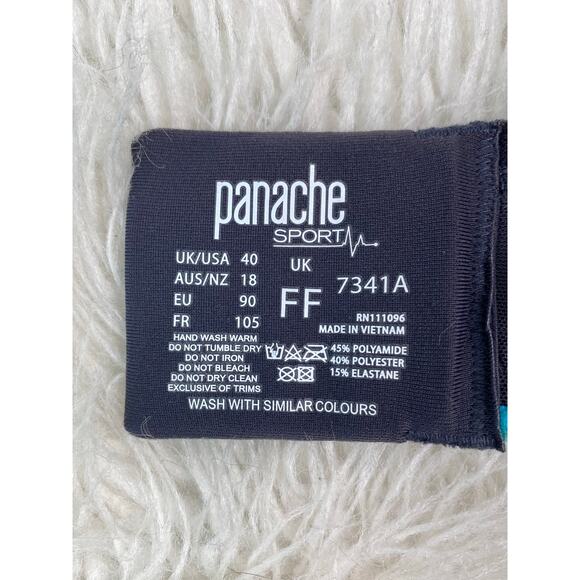 panache
SPORT
UK/USA 40 UK
AUS/NZ 18 FF 7341A
EU 90
FR 105
RN111096
MADE IN VIETNAM
HAND WASH WARM
DO NOT TUMBLE DRY
DO NOT IRON
DO NOT BLEACH
DO NOT DRY CLEAN
EXCLUSIVE OF TRIMS
45% POLYAMIDE
40% POLYESTER
15% ELASTANE
WASH WITH SIMILAR COLOURS